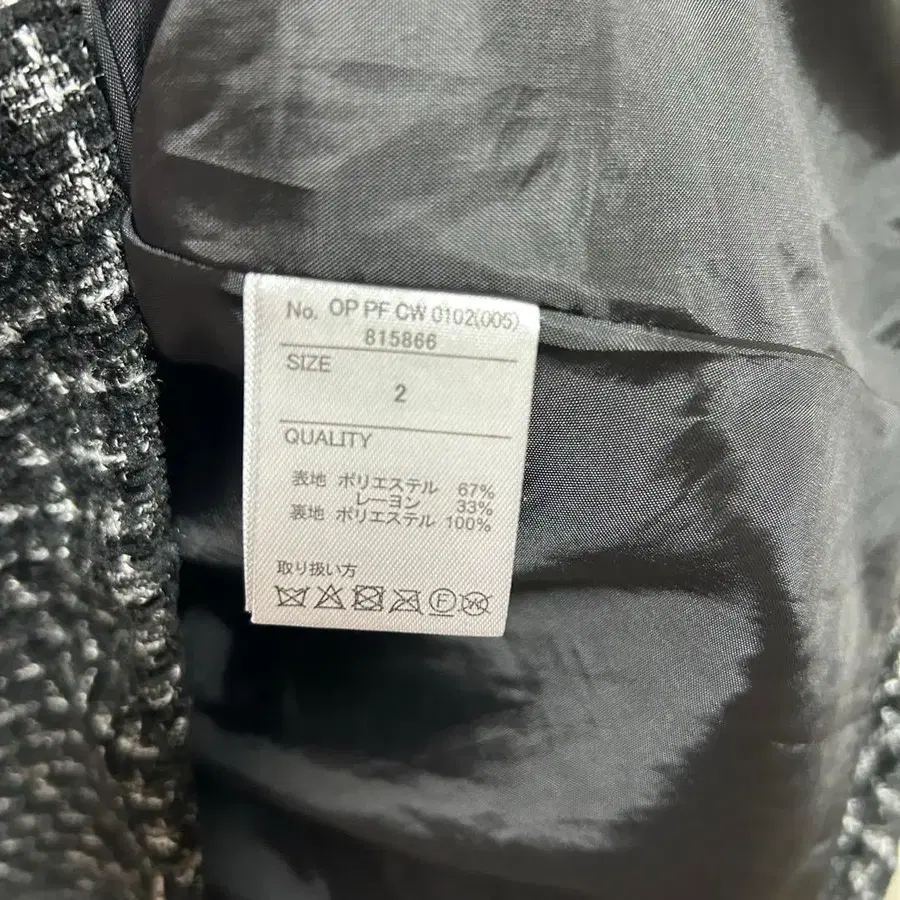 No. OP PF CW 0102(005)
815866
SIZE
2
QUALITY
表地 ポリエステル 67%
レーヨン 33%
裏地 ポリエステル 100%
取り扱い方
F W